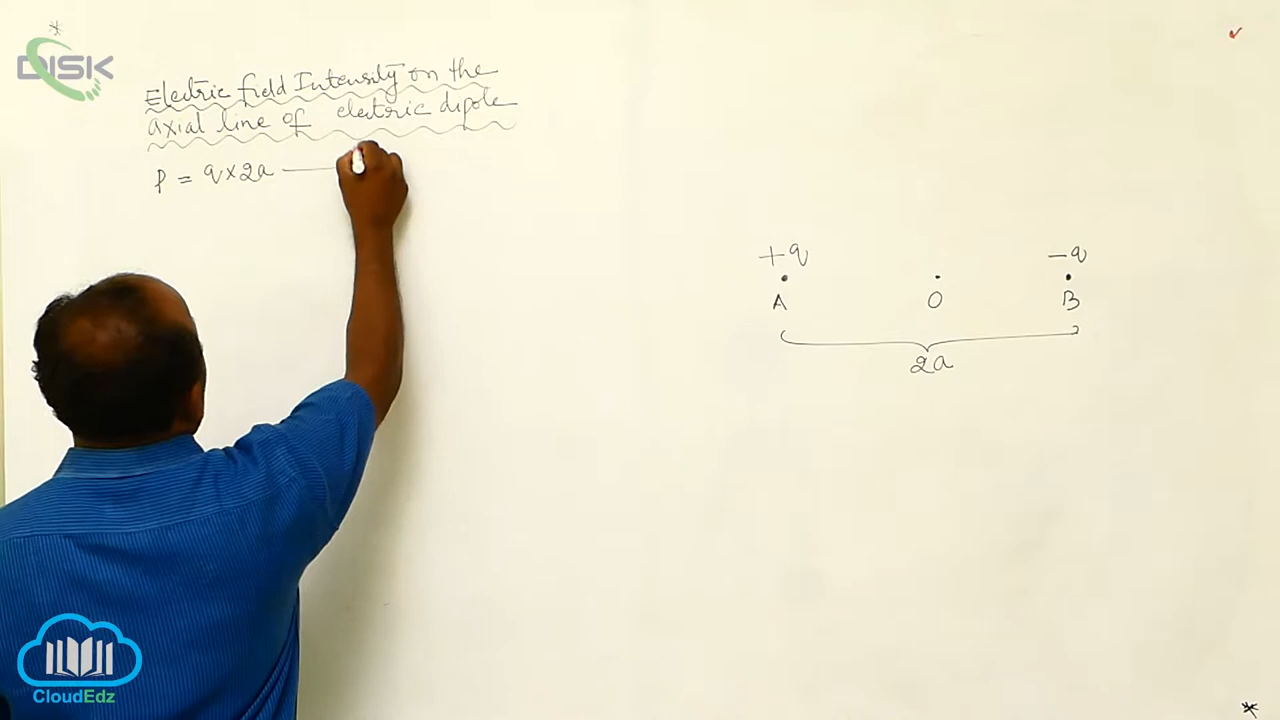 DISK
Electric field Intensity on the
axial line of electric dipole
P = q × 2a
+q
-q
A
O
B
2a
CloudEdz